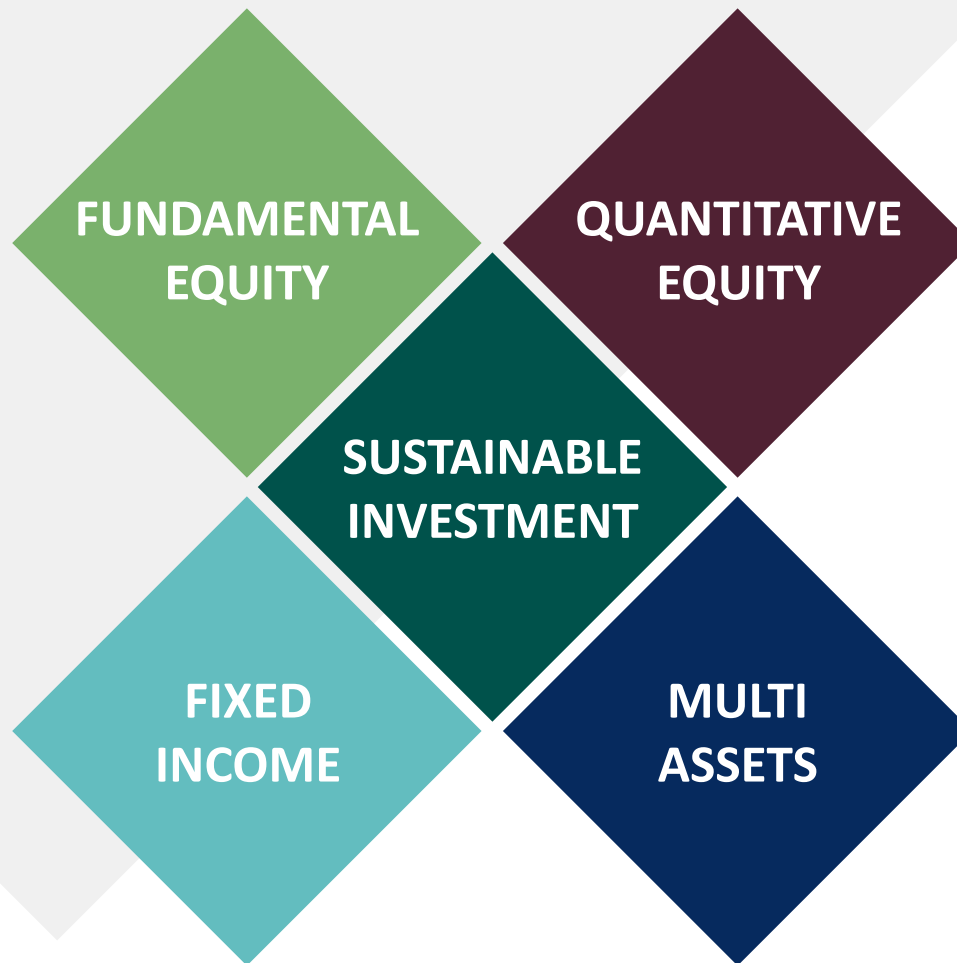 FUNDAMENTAL
EQUITY
QUANTITATIVE
EQUITY
SUSTAINABLE
INVESTMENT
FIXED
INCOME
MULTI
ASSETS